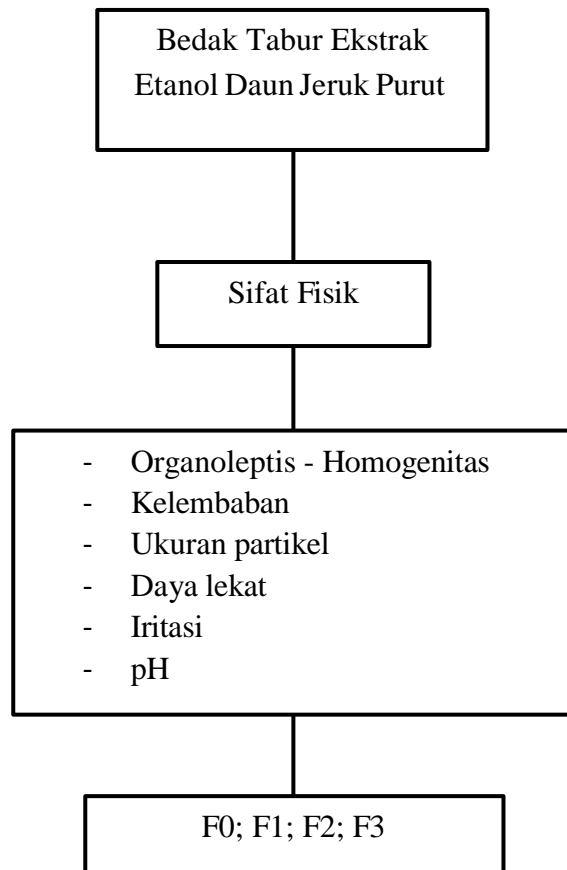 Bedak Tabur Ekstrak
Etanol Daun Jeruk Purut
Sifat Fisik
- Organoleptis - Homogenitas
- Kelembaban
- Ukuran partikel
- Daya lekat
- Iritasi
- pH
F0; F1; F2; F3